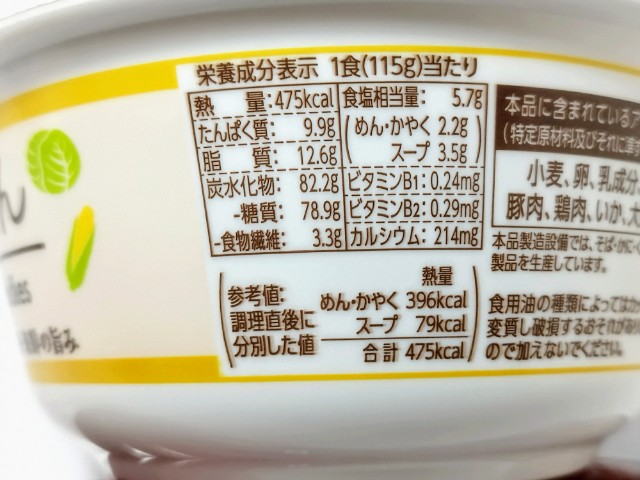 ん
の旨み
栄養成分表示 1食(115g)当たり
熱 量:475kcal
たんぱく質: 9.9g
脂 質: 12.6g
炭水化物: 82.2g
-糖質: 78.9g
-食物繊維: 3.3g
食塩相当量: 5.7g
(めん・かやく 2.2g
スープ 3.5g)
ビタミンB1: 0.24mg
ビタミンB2: 0.29mg
カルシウム: 214mg
熱量
参考値: めん・かやく 396kcal
調理直後に スープ 79kcal
分別した値 合計 475kcal
本品に含まれているア
(特定原材料及びそれに準ず
小麦、卵、乳成分
豚肉、鶏肉、いか、大
本品製造設備では、そば・かに・
製品を生産しています。
食用油の種類によってはカ
変質し破損するおそれがあ
ので加えないでください。